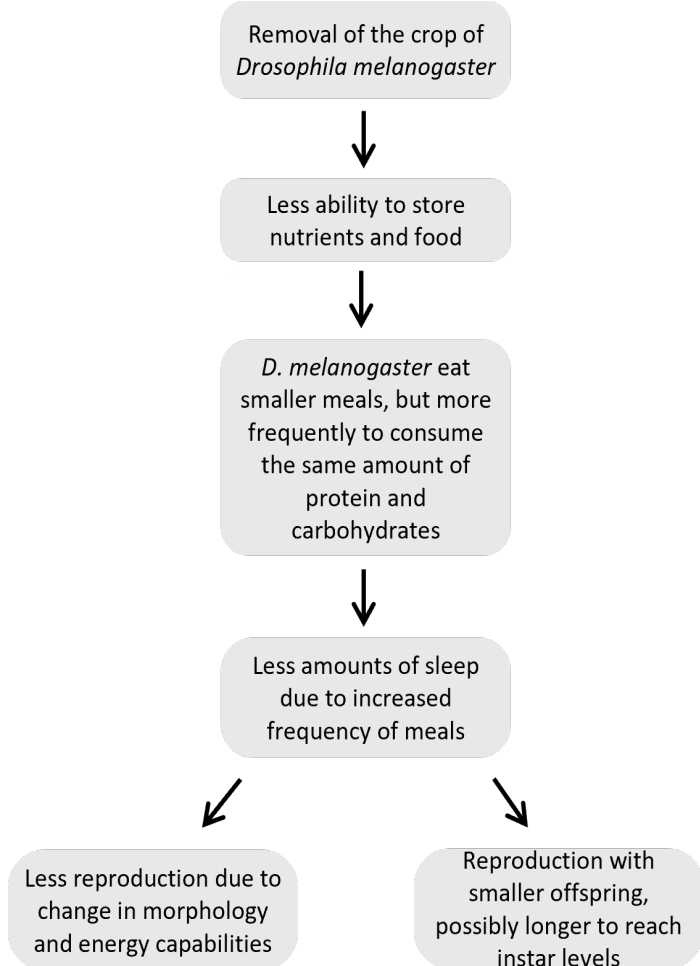 Removal of the crop of
Drosophila melanogaster
Less ability to store
nutrients and food
D. melanogaster eat
smaller meals, but more
frequently to consume
the same amount of
protein and
carbohydrates
Less amounts of sleep
due to increased
frequency of meals
Less reproduction due to
change in morphology
and energy capabilities
Reproduction with
smaller offspring,
possibly longer to reach
instar levels